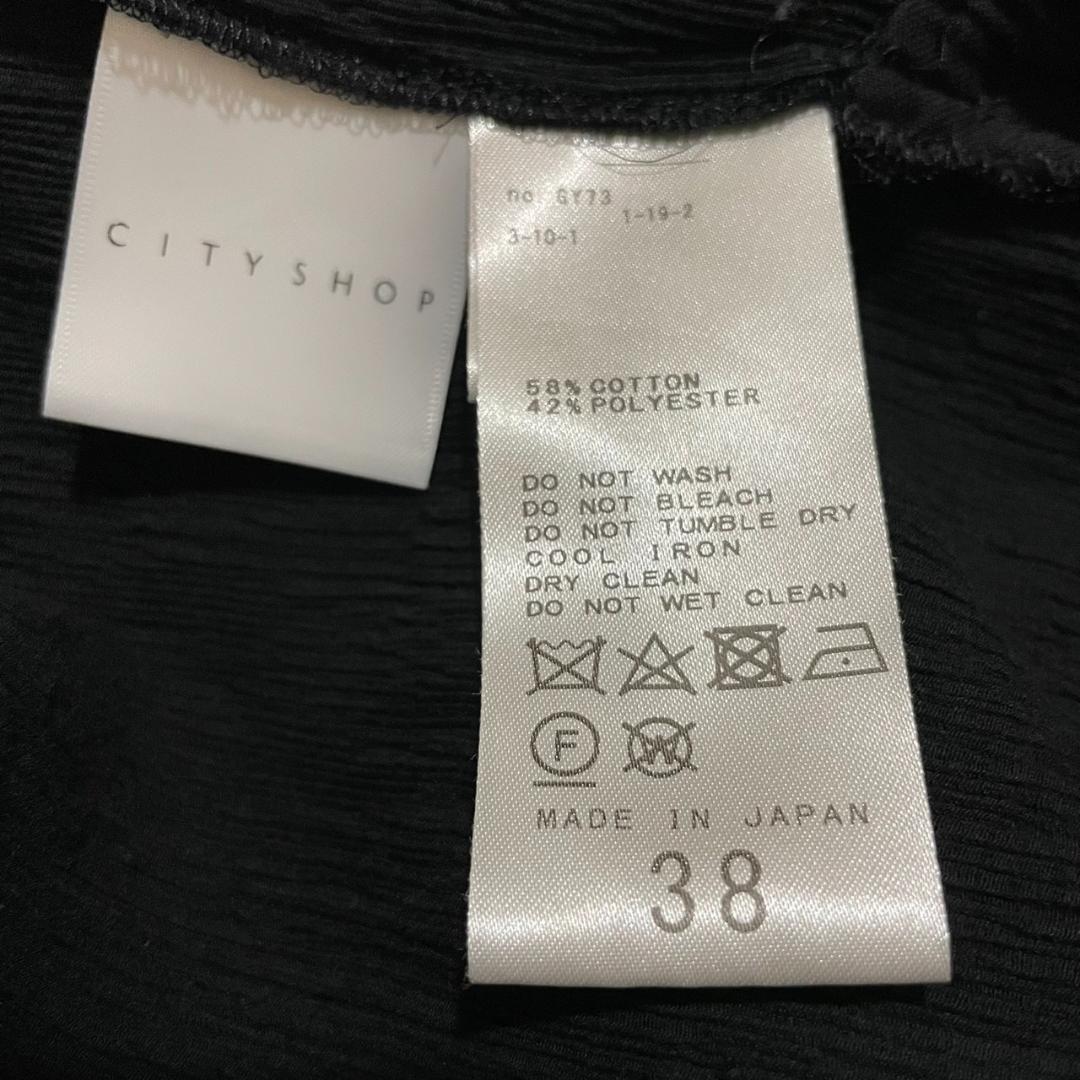 CITYSHOP
no. GY73
1-19-2
3-10-1
58% COTTON
42% POLYESTER
DO NOT WASH
DO NOT BLEACH
DO NOT TUMBLE DRY
COOL IRON
DRY CLEAN
DO NOT WET CLEAN
F W
MADE IN JAPAN
38